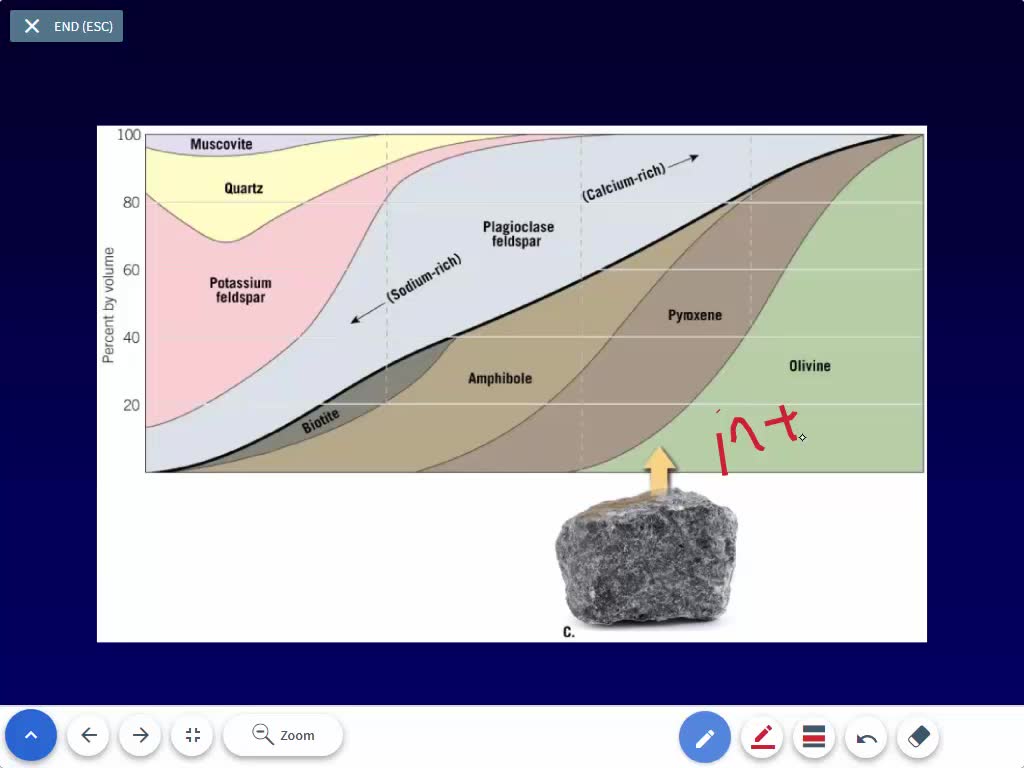 END (ESC)
100
80
60
40
20
Percent by volume
Muscovite
Quartz
Potassium
feldspar
(Sodium-rich)
Plagioclase
feldspar
(Calcium-rich)
Biotite
Amphibole
Pyroxene
Olivine
int
C.
Zoom